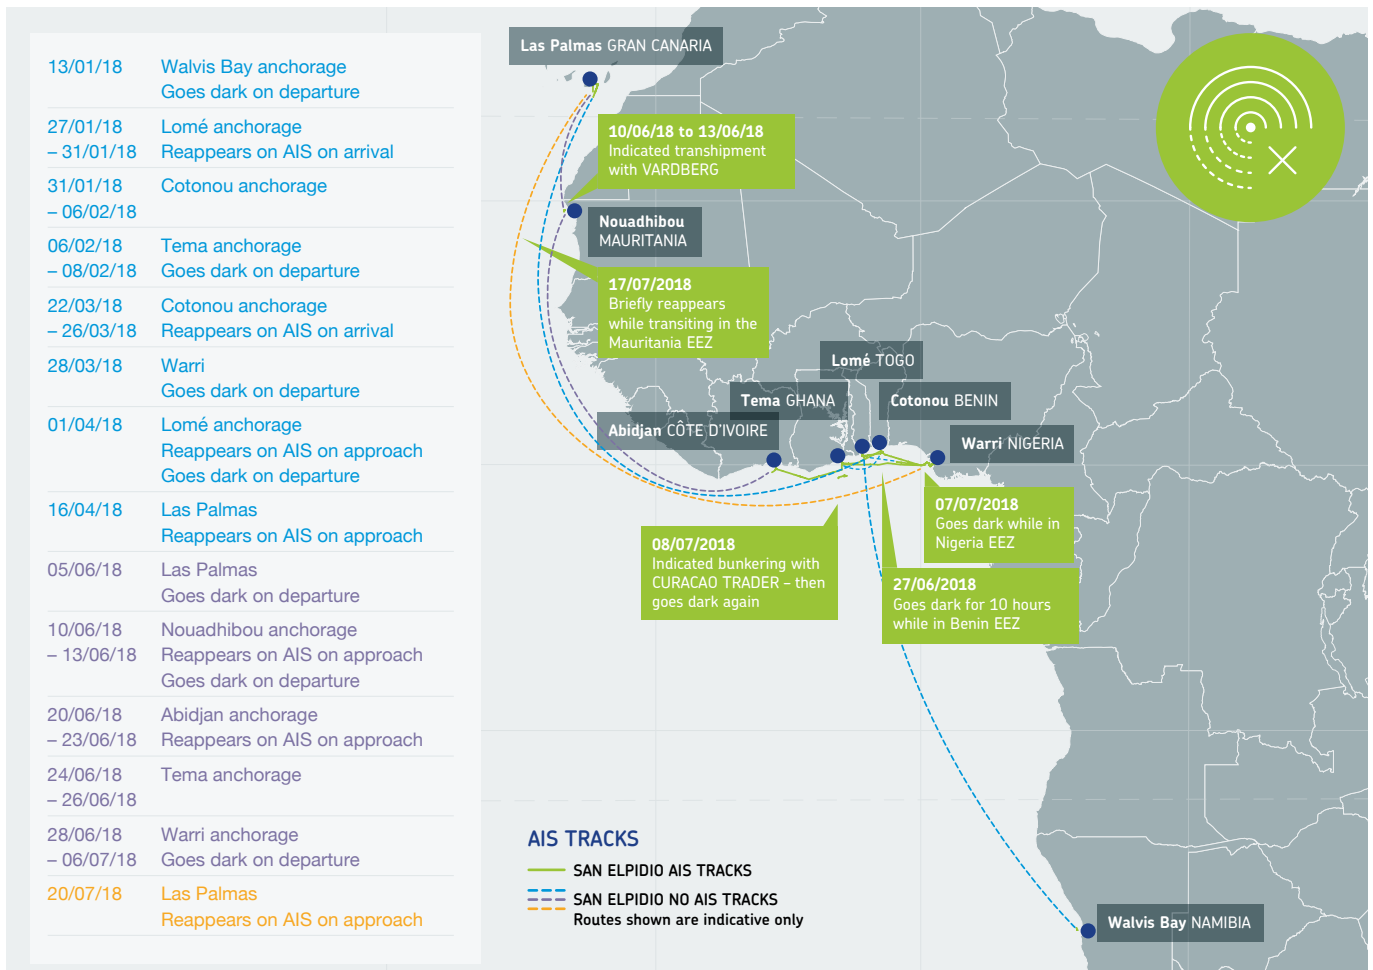 13/01/18 Walvis Bay anchorage
Goes dark on departure
27/01/18 Lomé anchorage
– 31/01/18 Reappears on AIS on arrival
31/01/18 Cotonou anchorage
– 06/02/18
06/02/18 Tema anchorage
– 08/02/18 Goes dark on departure
22/03/18 Cotonou anchorage
– 26/03/18 Reappears on AIS on arrival
28/03/18 Warri
Goes dark on departure
01/04/18 Lomé anchorage
Reappears on AIS on approach
Goes dark on departure
16/04/18 Las Palmas
Reappears on AIS on approach
05/06/18 Las Palmas
Goes dark on departure
10/06/18 Nouadhibou anchorage
– 13/06/18 Reappears on AIS on approach
Goes dark on departure
20/06/18 Abidjan anchorage
– 23/06/18 Reappears on AIS on approach
24/06/18 Tema anchorage
– 26/06/18
28/06/18 Warri anchorage
– 06/07/18 Goes dark on departure
20/07/18 Las Palmas
Reappears on AIS on approach
Las Palmas GRAN CANARIA
10/06/18 to 13/06/18
Indicated transhipment
with VARDBERG
Nouadhibou
MAURITANIA
17/07/2018
Briefly reappears
while transiting in the
Mauritania EEZ
Lomé TOGO
Tema GHANA
Cotonou BENIN
Abidjan CÔTE D'IVOIRE
Warri NIGERIA
07/07/2018
Goes dark while in
Nigeria EEZ
08/07/2018
Indicated bunkering with
CURACAO TRADER – then
goes dark again
27/06/2018
Goes dark for 10 hours
while in Benin EEZ
AIS TRACKS
SAN ELPIDIO AIS TRACKS
SAN ELPIDIO NO AIS TRACKS
Routes shown are indicative only
Walvis Bay NAMIBIA